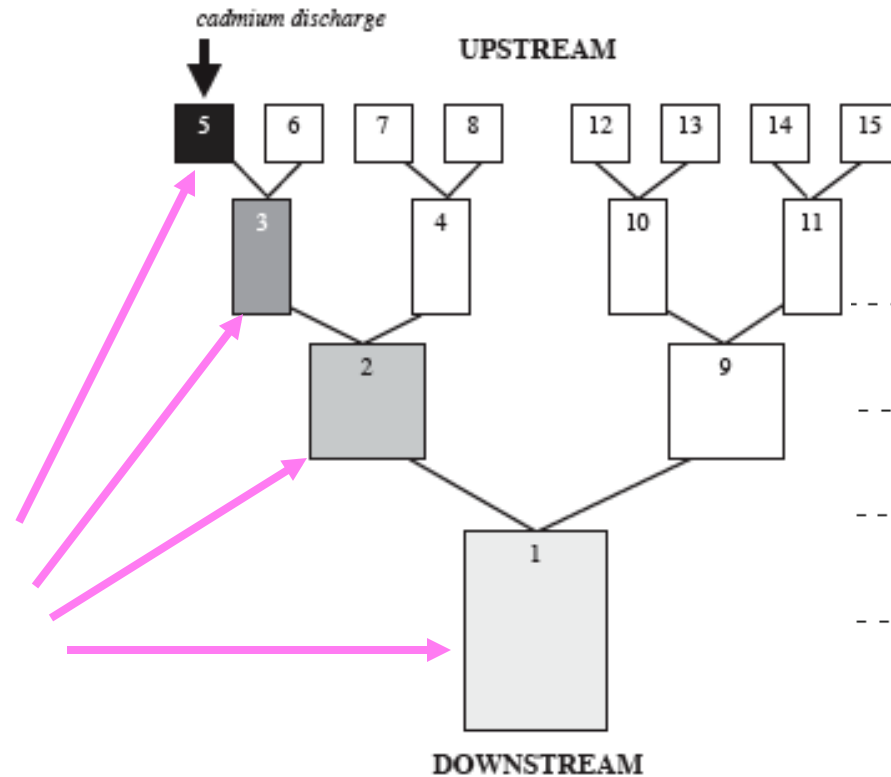 cadmium discharge
UPSTREAM
5 6 7 8 12 13 14 15
3 4 10 11
2 9
1
DOWNSTREAM